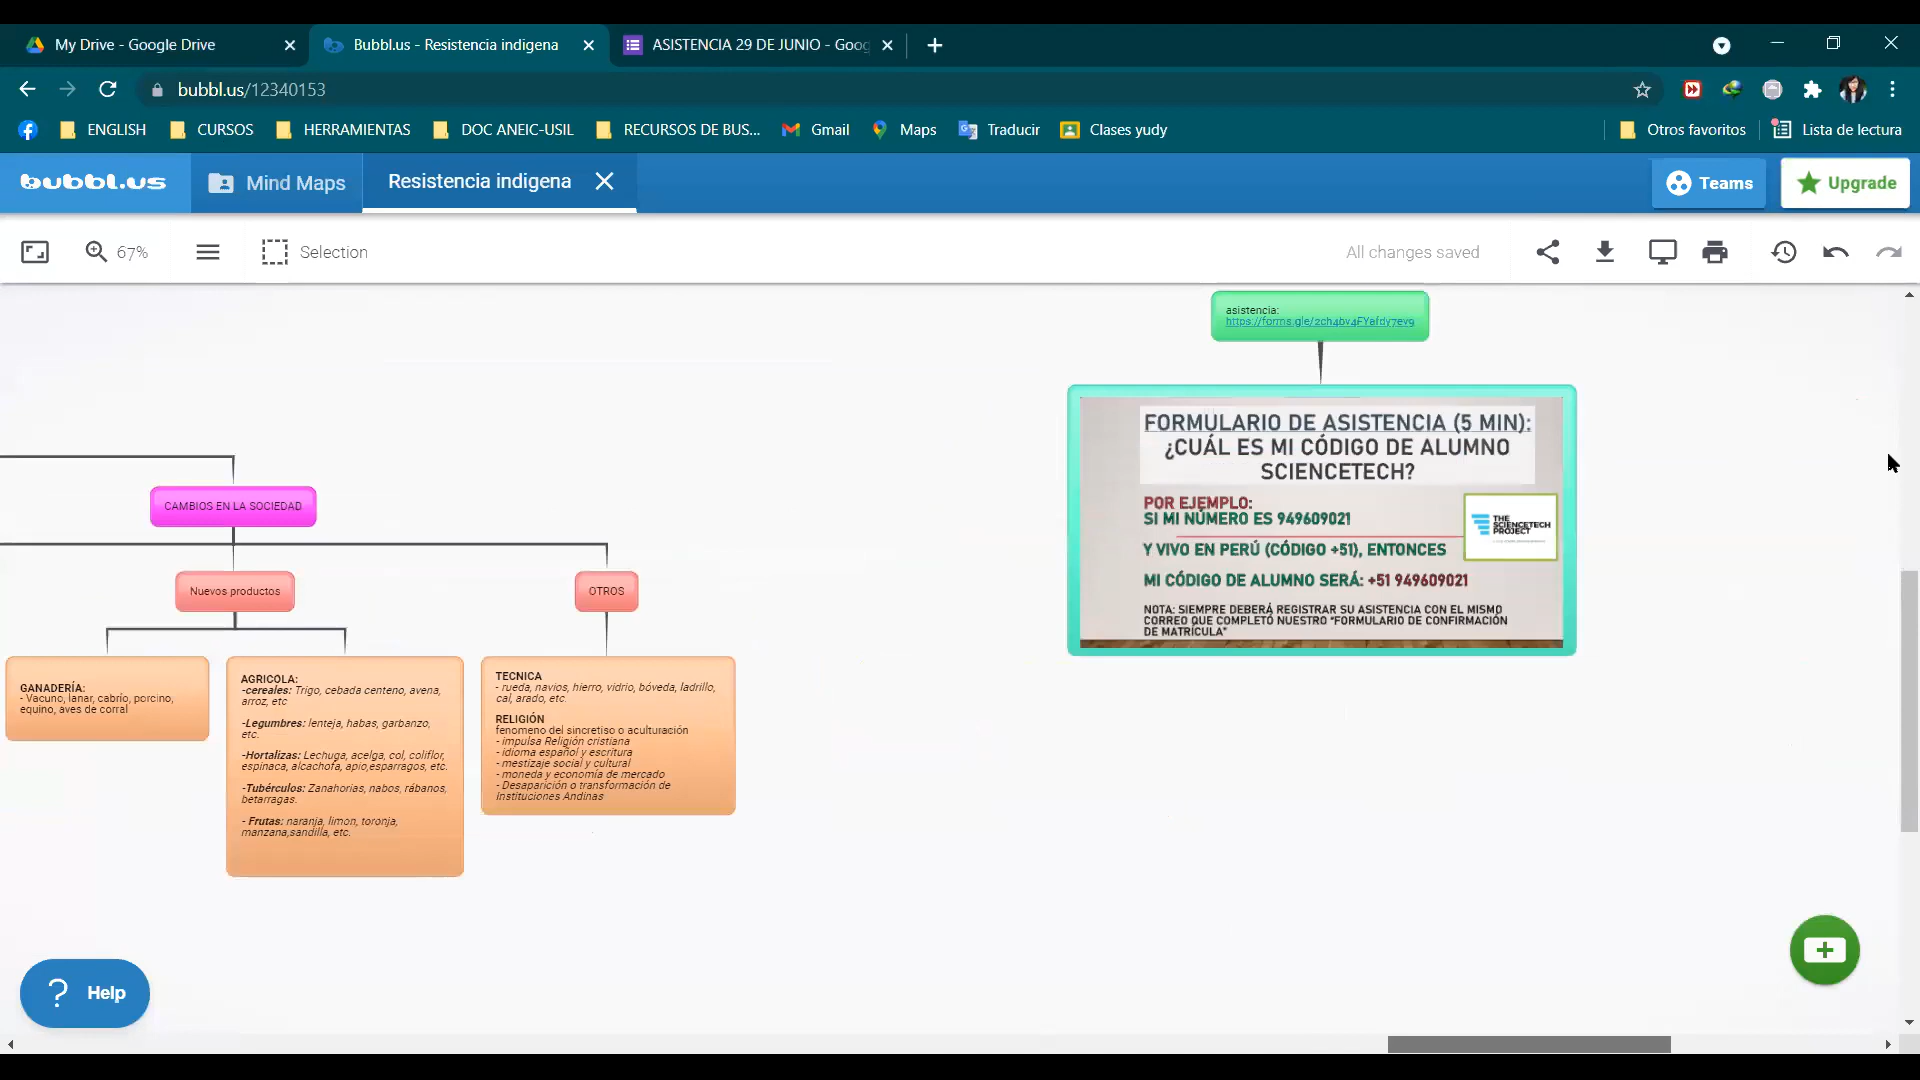 My Drive - Google Drive
Bubbl.us - Resistencia indigena
ASISTENCIA 29 DE JUNIO - Goog
bubbl.us/12340153
ENGLISH
CURSOS
HERRAMIENTAS
DOC ANEIC-USIL
RECURSOS DE BUS...
Gmail
Maps
Traducir
Clases yudy
Otros favoritos
Lista de lectura
bubbl.us
Mind Maps
Resistencia indigena
Teams
Upgrade
67%
Selection
All changes saved
asistencia:
https://forms.gle/2ch4bv4FYafdy7ev9
FORMULARIO DE ASISTENCIA (5 MIN):
¿CUÁL ES MI CÓDIGO DE ALUMNO
SCIENCETECH?
POR EJEMPLO:
SI MI NÚMERO ES 949609021
Y VIVO EN PERÚ (CÓDIGO +51), ENTONCES
MI CÓDIGO DE ALUMNO SERÁ: +51 949609021
THE
SCIENCETECH
PROJECT
NOTA: SIEMPRE DEBERÁ REGISTRAR SU ASISTENCIA CON EL MISMO
CORREO QUE COMPLETÓ NUESTRO "FORMULARIO DE CONFIRMACIÓN
DE MATRÍCULA"
CAMBIOS EN LA SOCIEDAD
Nuevos productos
OTROS
GANADERÍA:
- Vacuno, lanar, cabrío, porcino,
equino, aves de corral
AGRICOLA:
-cereales: Trigo, cebada centeno, avena,
arroz, etc
-Legumbres: lenteja, habas, garbanzo,
etc.
-Hortalizas: Lechuga, acelga, col, coliflor,
espinaca, alcachofa, apio,esparragos, etc.
-Tubérculos: Zanahorias, nabos, rábanos,
betarragas.
- Frutas: naranja, limon, toronja,
manzana,sandilla, etc.
TECNICA
- rueda, navios, hierro, vidrio, bóveda, ladrillo,
cal, arado, etc.
RELIGIÓN
fenomeno del sincretiso o aculturación
- impulsa Religión cristiana
- idioma español y escritura
- mestizaje social y cultural
- moneda y economía de mercado
- Desaparición o transformación de
Instituciones Andinas
? Help